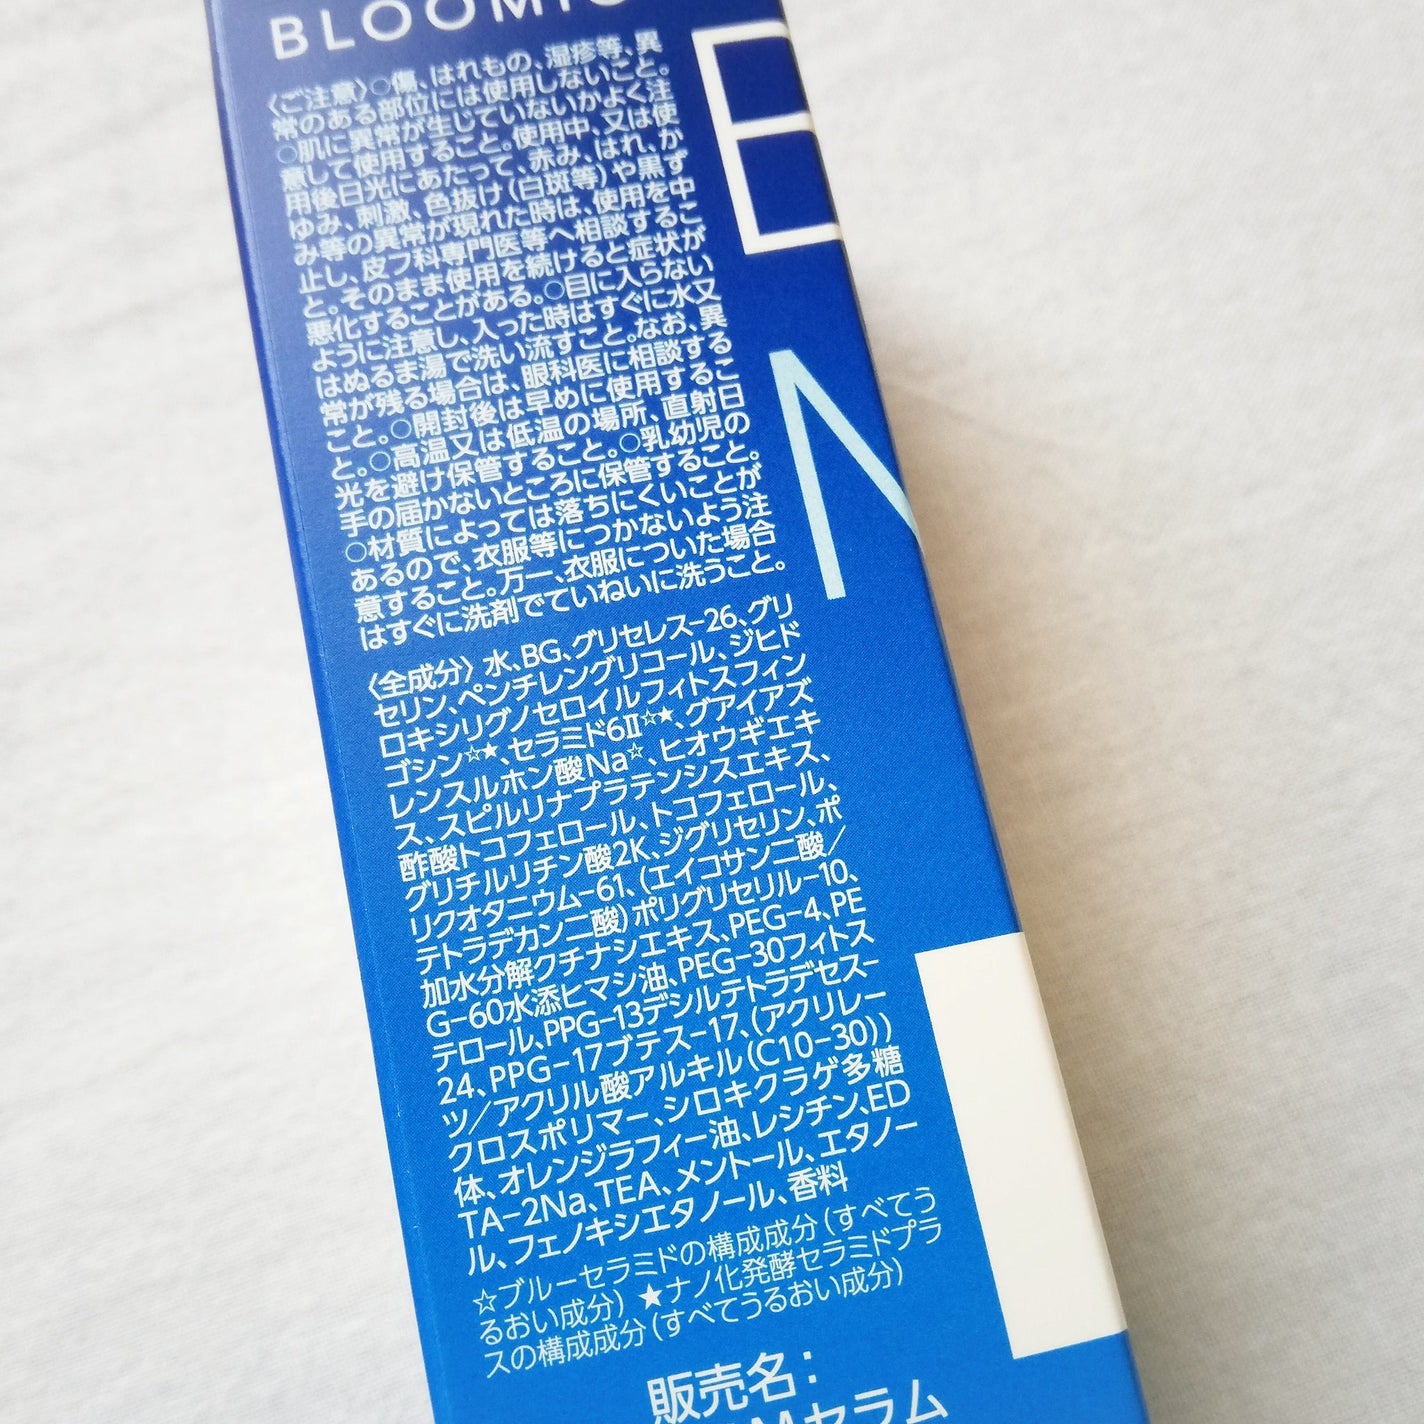 BLOOMIO
〈ご注意〉○傷、はれもの、湿疹等、異
常のある部位には使用しないこと。
○肌に異常が生じていないかよく注
意して使用すること。使用中、又は使
用後日光にあたって、赤み、はれ、か
ゆみ、刺激、色抜け(白斑等)や黒ず
み等の異常が現れた時は、使用を中
止し、皮フ科専門医等へ相談するこ
と。そのまま使用を続けると症状が
悪化することがある。○目に入らない
ように注意し、入った時はすぐに水又
はぬるま湯で洗い流すこと。なお、異
常が残る場合は、眼科医に相談する
こと。○開封後は早めに使用するこ
と。○高温又は低温の場所、直射日
光を避け保管すること。○乳幼児の
手の届かないところに保管すること。
○材質によっては落ちにくいことが
あるので、衣服等につかないよう注
意すること。万一、衣服についた場合
はすぐに洗剤でていねいに洗うこと。
〈全成分〉水、BG、グリセレス-26、グリ
セリン、ペンチレングリコール、ジヒド
ロキシリグノセロイルフィトスフィン
ゴシン☆★、セラミド6Ⅱ☆★、グアイアズ
レンスルホン酸Na☆、ヒオウギエキ
ス、スピルリナプラテンシスエキス、
酢酸トコフェロール、トコフェロール、
グリチルリチン酸2K、ジグリセリン、ポ
リクオタニウム-61、(エイコサン二酸/
テトラデカン二酸)ポリグリセリル-10、
加水分解クチナシエキス、PEG-4、PE
G-60水添ヒマシ油、PEG-30フィトス
テロール、PPG-13デシルテトラデセス-
24、PPG-17ブテス-17、(アクリレー
ツ/アクリル酸アルキル(C10-30))
クロスポリマー、シロキクラゲ多糖
体、オレンジラフィー油、レシチン、ED
TA-2Na、TEA、メントール、エタノー
ル、フェノキシエタノール、香料
☆ブルーセラミドの構成成分(すべてう
るおい成分) ★ナノ化発酵セラミドプラ
スの構成成分(すべてうるおい成分)
販売名:
Mセラム